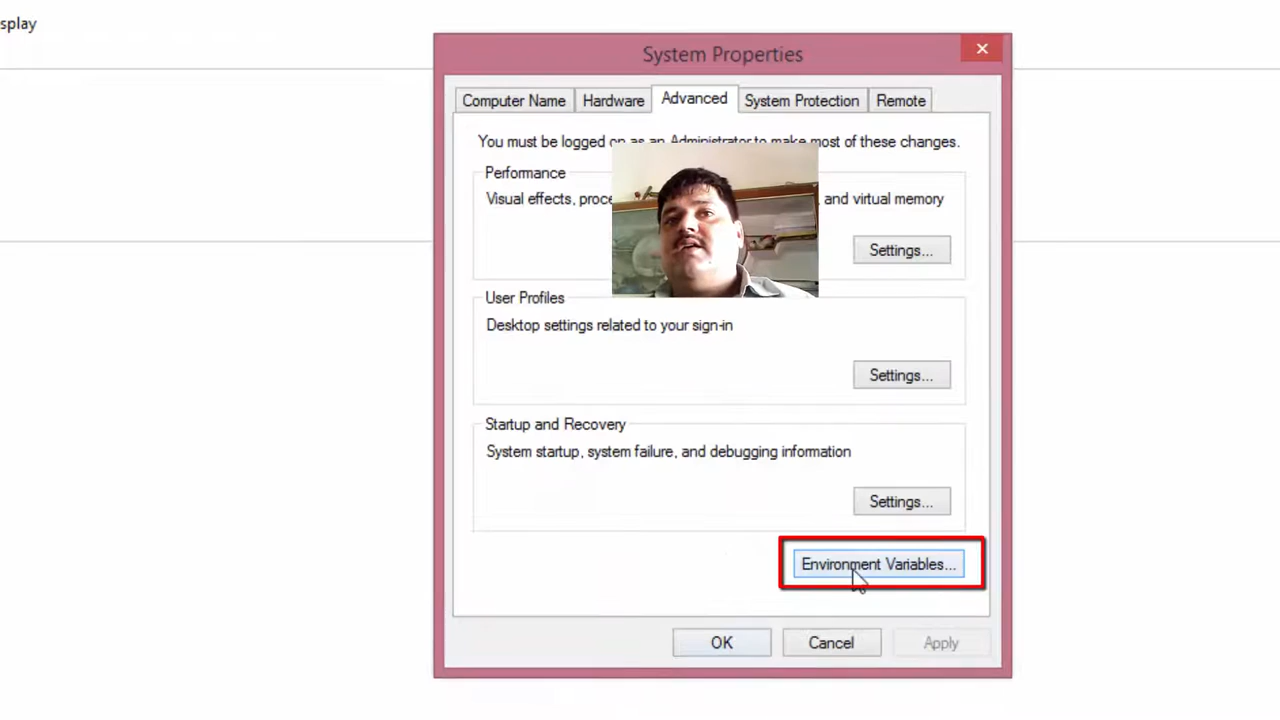 splay
System Properties
Computer Name Hardware Advanced System Protection Remote
You must be logged on as an Administrator to make most of these changes.
Performance
Visual effects, proce and virtual memory
Settings...
User Profiles
Desktop settings related to your sign-in
Settings...
Startup and Recovery
System startup, system failure, and debugging information
Settings...
Environment Variables...
OK Cancel Apply